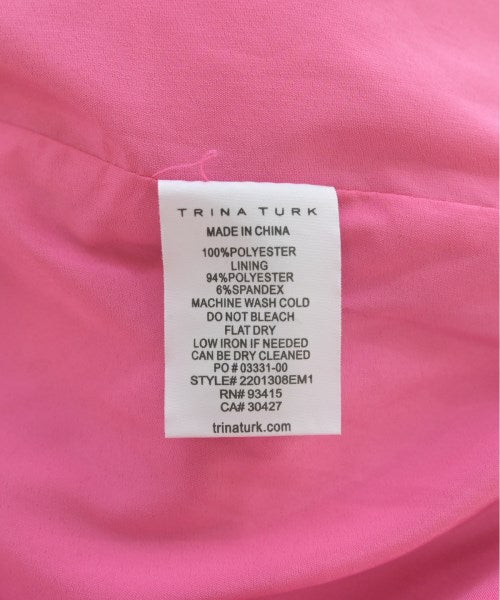 TRINA TURK
MADE IN CHINA
100%POLYESTER
LINING
94%POLYESTER
6%SPANDEX
MACHINE WASH COLD
DO NOT BLEACH
FLAT DRY
LOW IRON IF NEEDED
CAN BE DRY CLEANED
PO # 03331-00
STYLE# 2201308EM1
RN# 93415
CA# 30427
trinaturk.com